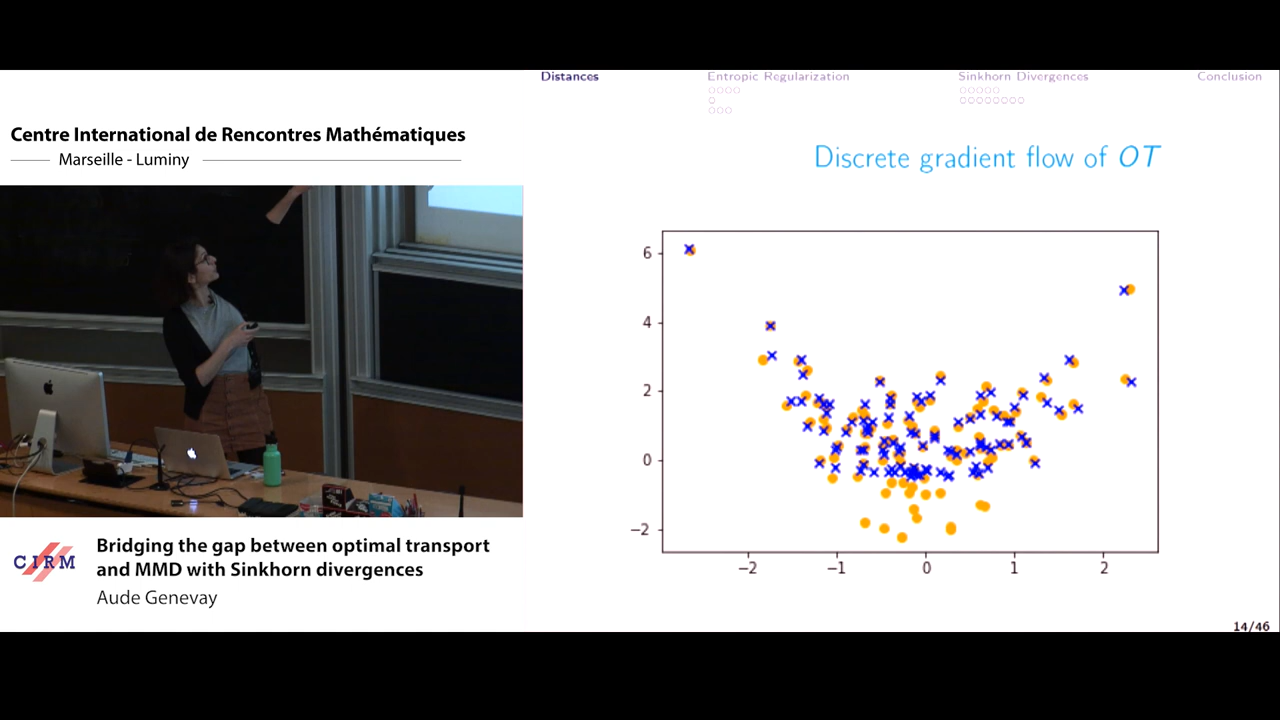 Distances
Entropic Regularization
Sinkhorn Divergences
Conclusion
Centre International de Rencontres Mathématiques
Marseille - Luminy
Discrete gradient flow of OT
6
4
2
0
−2
−2
−1
0
1
2
CIRM
Bridging the gap between optimal transport
and MMD with Sinkhorn divergences
Aude Genevay
14/46